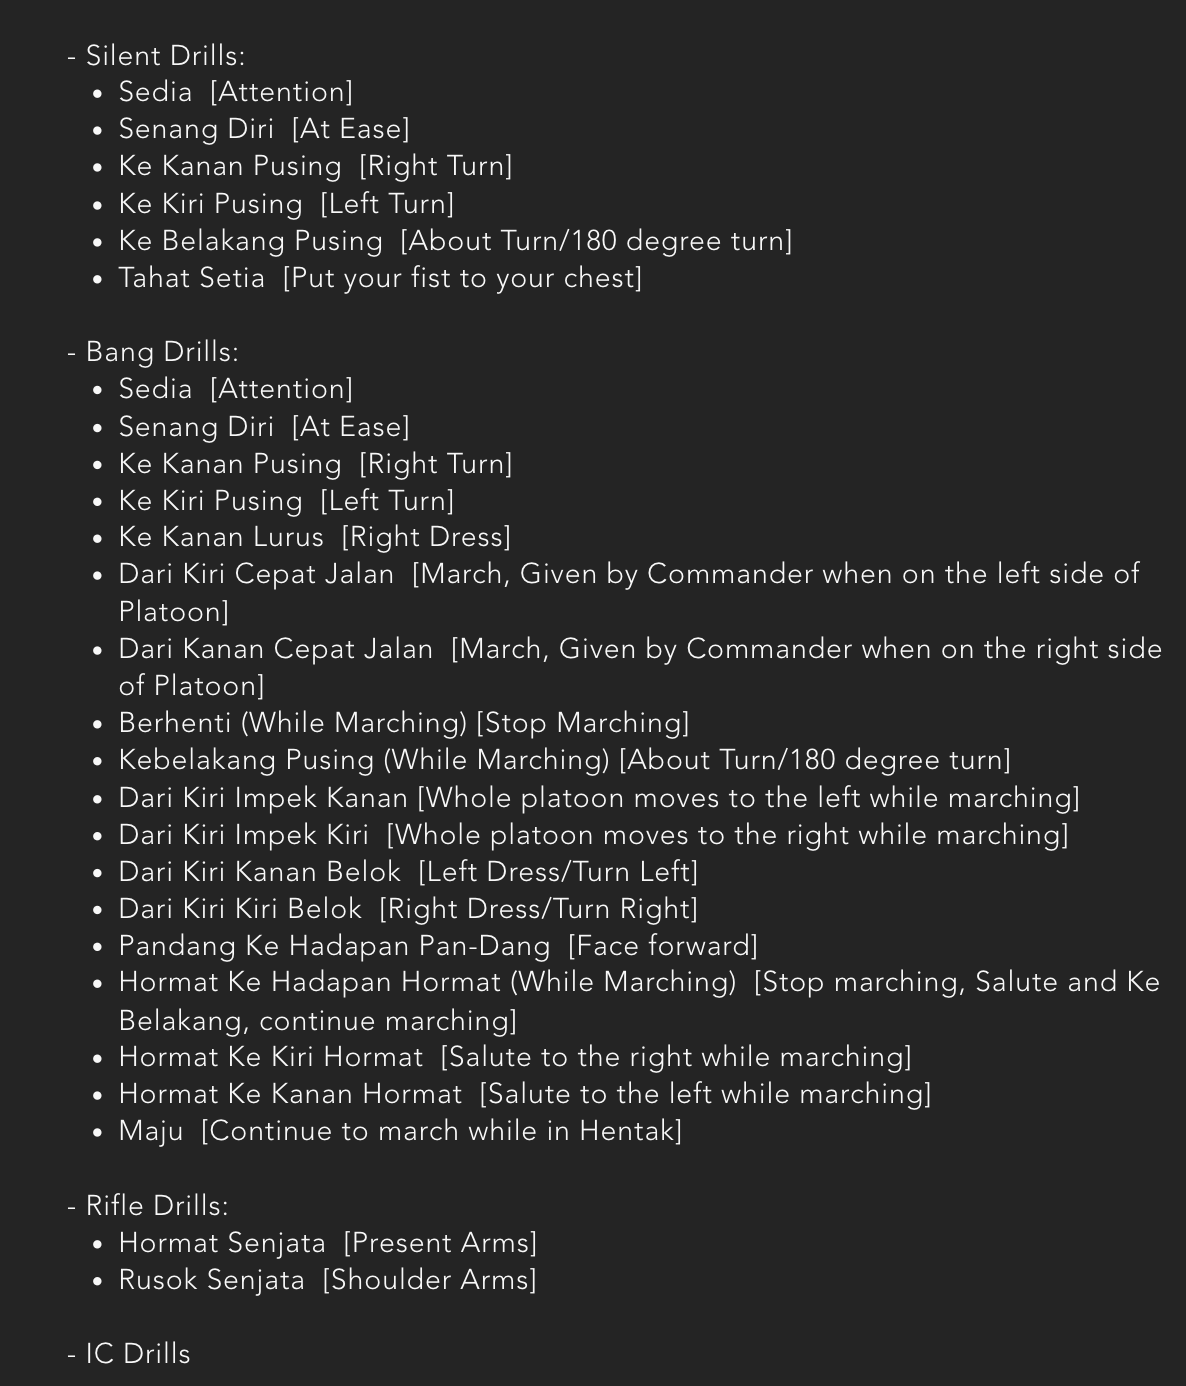 - Silent Drills:
• Sedia  [Attention]
• Senang Diri  [At Ease]
• Ke Kanan Pusing  [Right Turn]
• Ke Kiri Pusing  [Left Turn]
• Ke Belakang Pusing  [About Turn/180 degree turn]
• Tahat Setia  [Put your fist to your chest]

- Bang Drills:
• Sedia  [Attention]
• Senang Diri  [At Ease]
• Ke Kanan Pusing  [Right Turn]
• Ke Kiri Pusing  [Left Turn]
• Ke Kanan Lurus  [Right Dress]
• Dari Kiri Cepat Jalan  [March, Given by Commander when on the left side of
Platoon]
• Dari Kanan Cepat Jalan  [March, Given by Commander when on the right side
of Platoon]
• Berhenti (While Marching) [Stop Marching]
• Kebelakang Pusing (While Marching) [About Turn/180 degree turn]
• Dari Kiri Impek Kanan [Whole platoon moves to the left while marching]
• Dari Kiri Impek Kiri  [Whole platoon moves to the right while marching]
• Dari Kiri Kanan Belok  [Left Dress/Turn Left]
• Dari Kiri Kiri Belok  [Right Dress/Turn Right]
• Pandang Ke Hadapan Pan-Dang  [Face forward]
• Hormat Ke Hadapan Hormat (While Marching)  [Stop marching, Salute and Ke
Belakang, continue marching]
• Hormat Ke Kiri Hormat  [Salute to the right while marching]
• Hormat Ke Kanan Hormat  [Salute to the left while marching]
• Maju  [Continue to march while in Hentak]

- Rifle Drills:
• Hormat Senjata  [Present Arms]
• Rusok Senjata  [Shoulder Arms]

- IC Drills